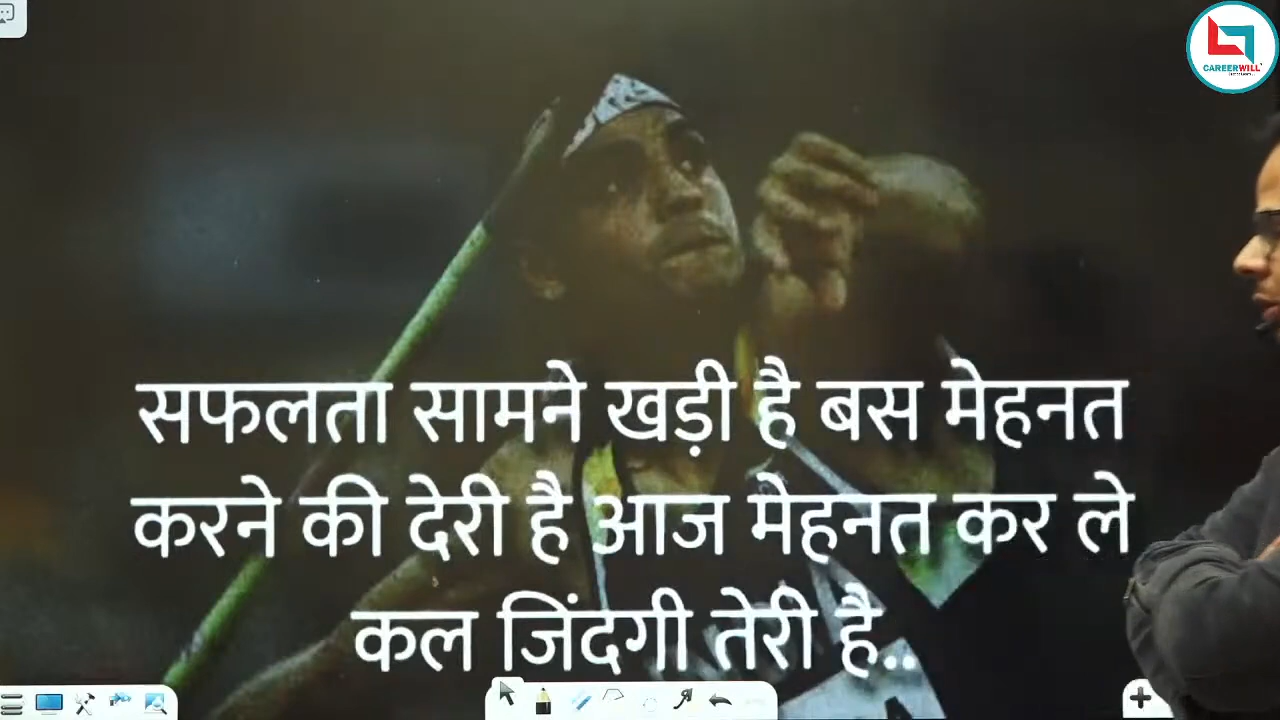 CAREERWILL
सफलता सामने खड़ी है बस मेहनत
करने की देरी है आज मेहनत कर ले
कल जिंदगी तेरी है..